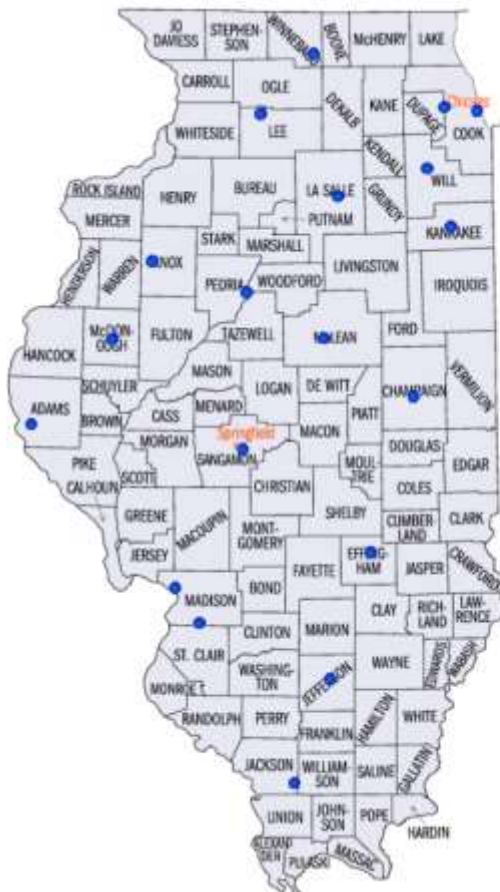 JO
DAVIESS
STEPHEN-
SON
WINNEBAGO
BOONE
McHENRY
LAKE
CARROLL
OGLE
DEKALB
KANE
DUPAGE
Chicago
COOK
WHITESIDE
LEE
KENDALL
WILL
ROCK ISLAND
HENRY
BUREAU
LA SALLE
GRUNDY
MERCER
PUTNAM
KANKAKEE
STARK
MARSHALL
HENDERSON
WARREN
KNOX
PEORIA
WOODFORD
LIVINGSTON
IROQUOIS
HANCOCK
McDON-
OUGH
FULTON
TAZEWELL
McLEAN
FORD
MASON
SCHUYLER
LOGAN
DE WITT
CHAMPAIGN
VERMILION
ADAMS
BROWN
CASS
MENARD
PIATT
MACON
Springfield
MORGAN
SANGAMON
DOUGLAS
EDGAR
PIKE
SCOTT
MOUL-
TRIE
COLES
CALHOUN
CHRISTIAN
GREENE
MACOUPIN
MONT-
GOMERY
SHELBY
CUMBER-
LAND
CLARK
JERSEY
FAYETTE
EFFING-
HAM
JASPER
CRAWFORD
MADISON
BOND
CLAY
RICH-
LAND
LAW-
RENCE
CLINTON
MARION
ST. CLAIR
WAYNE
EDWARDS
WABASH
WASHING-
TON
JEFFERSON
MONROE
RANDOLPH
PERRY
HAMILTON
WHITE
FRANKLIN
JACKSON
WILLIAM-
SON
SALINE
GALLATIN
UNION
JOHN-
SON
POPE
HARDIN
ALEXAN
DER
PULASKI
MASSAC